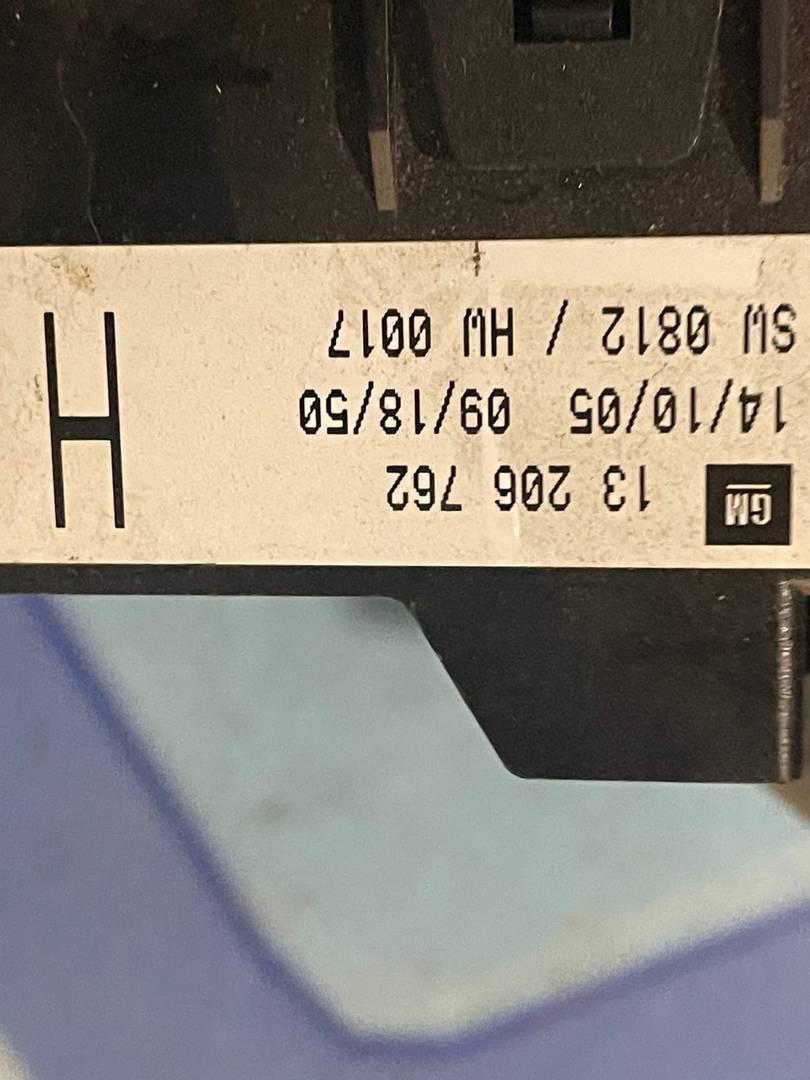 GM 13 206 762
14/10/05 09/18/50
SW 0812 / HW 0017
H